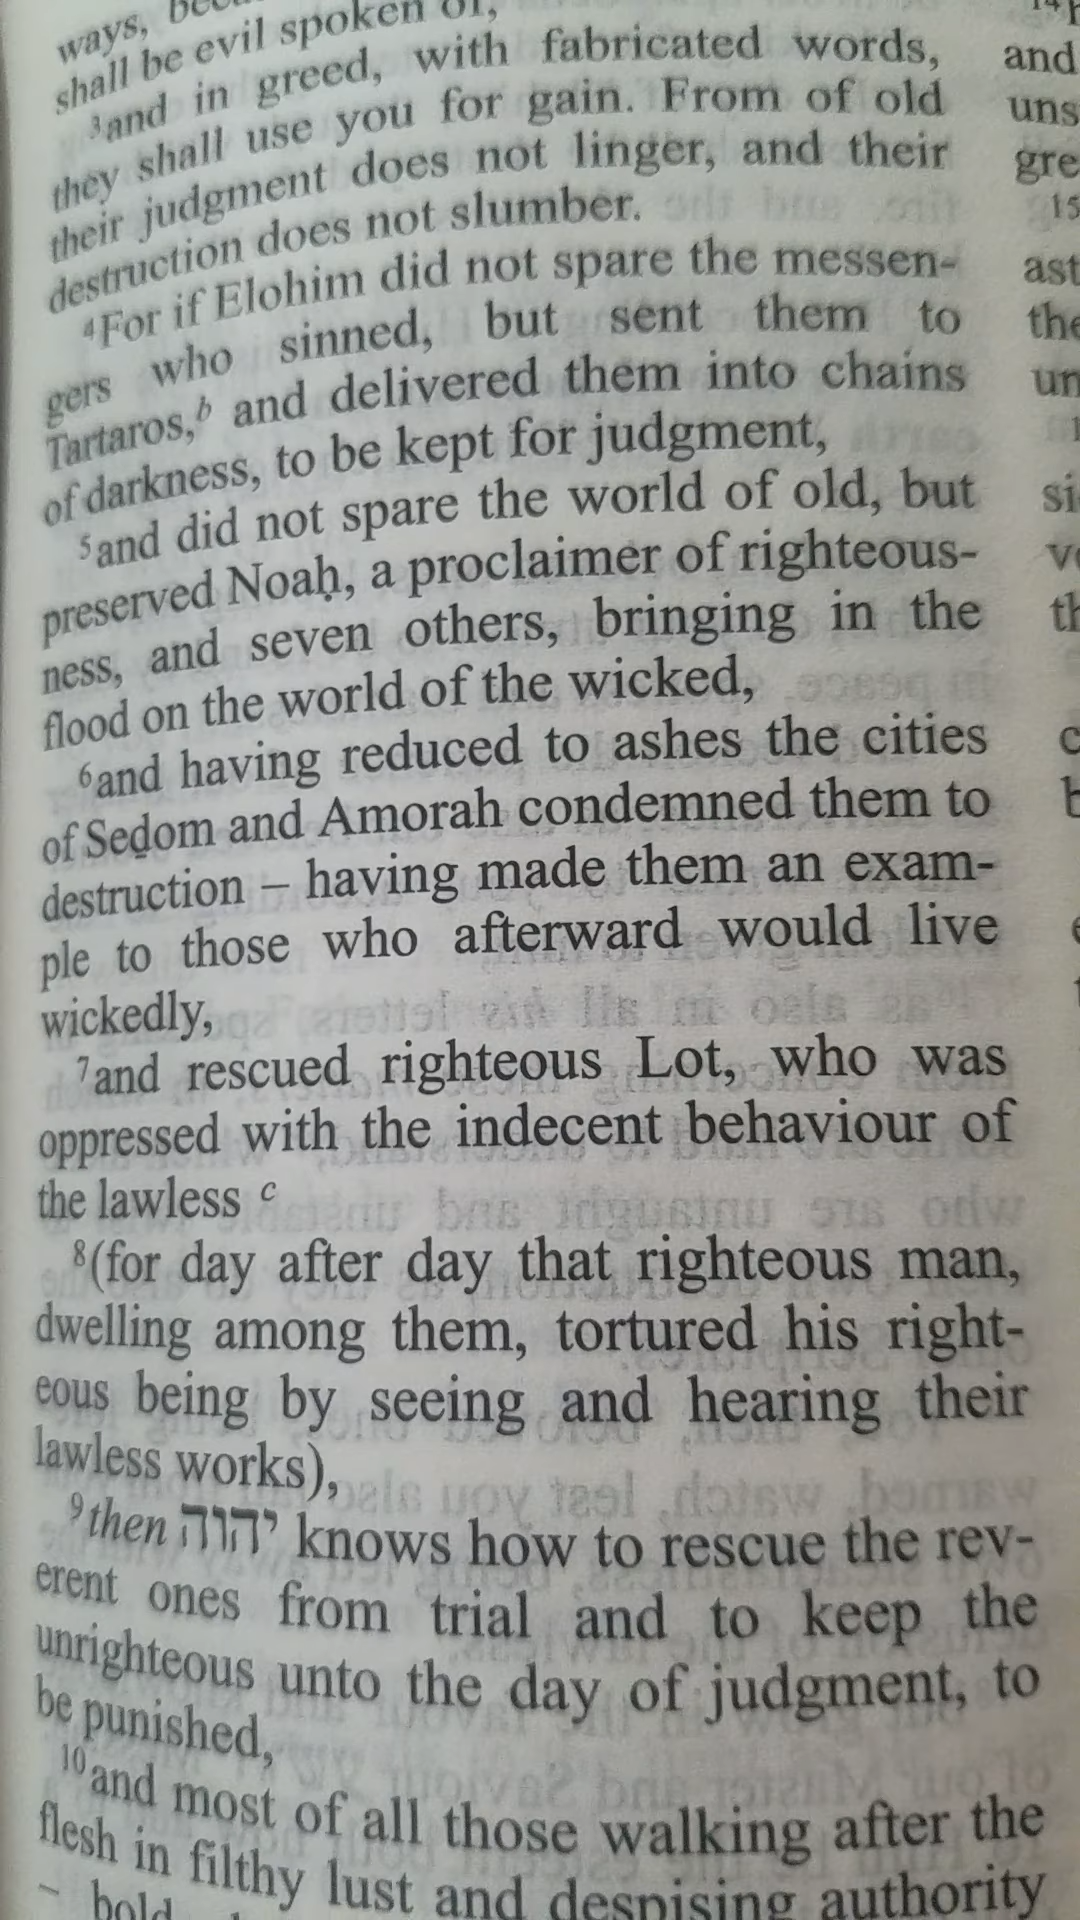 ways,
shall be evil spoken of,
³and in greed, with fabricated words,
they shall use you for gain. From of old
their judgment does not linger, and their
destruction does not slumber.
⁴For if Elohim did not spare the messen-
gers who sinned, but sent them to
Tartaros,ᵇ and delivered them into chains
of darkness, to be kept for judgment,
⁵and did not spare the world of old, but
preserved Noaḥ, a proclaimer of righteous-
ness, and seven others, bringing in the
flood on the world of the wicked,
⁶and having reduced to ashes the cities
of Seḏom and Amorah condemned them to
destruction – having made them an exam-
ple to those who afterward would live
wickedly,
⁷and rescued righteous Lot, who was
oppressed with the indecent behaviour of
the lawless ᶜ
⁸(for day after day that righteous man,
dwelling among them, tortured his right-
eous being by seeing and hearing their
lawless works),
⁹then יהוה knows how to rescue the rev-
erent ones from trial and to keep the
unrighteous unto the day of judgment, to
be punished,
¹⁰and most of all those walking after the
flesh in filthy lust and despising authority
– bold
14
and
uns
gre
15
ast
the
un
si